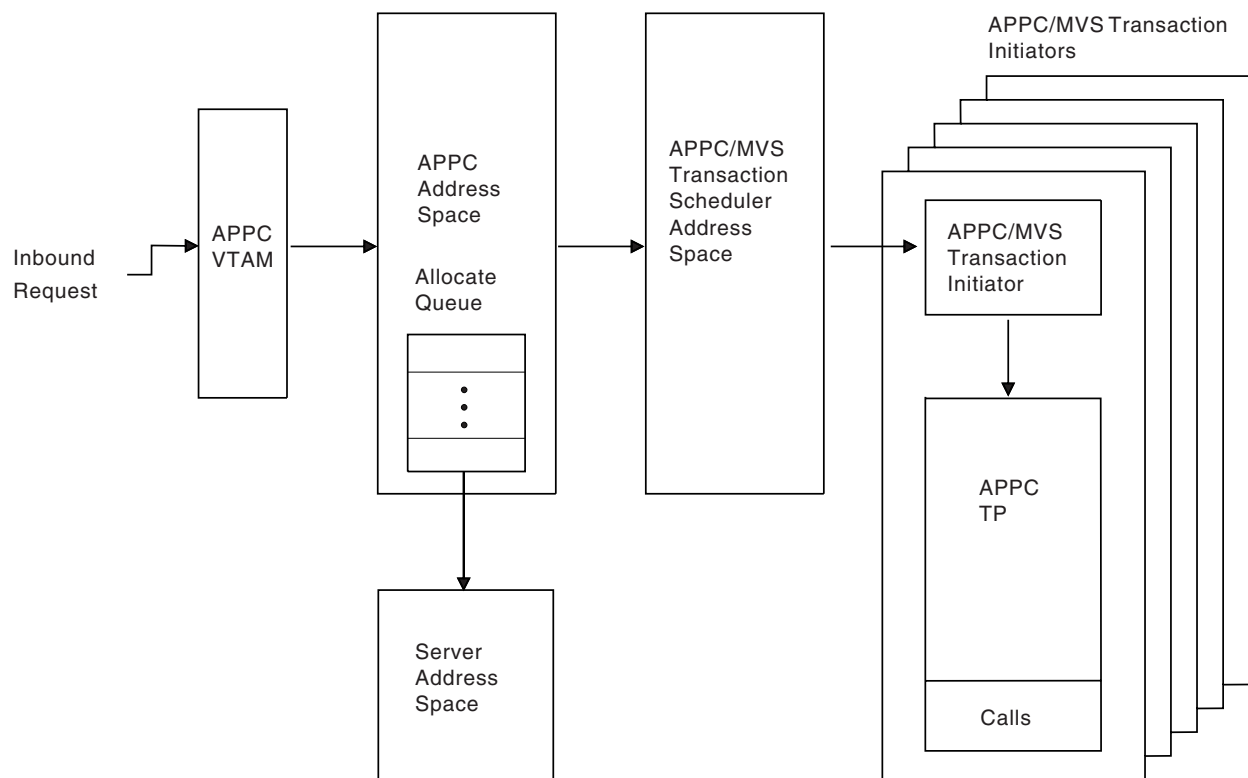 APPC/MVS Transaction
Initiators
Inbound
Request
APPC
VTAM
APPC
Address
Space
Allocate
Queue
APPC/MVS
Transaction
Scheduler
Address
Space
APPC/MVS
Transaction
Initiator
APPC
TP
Calls
Server
Address
Space